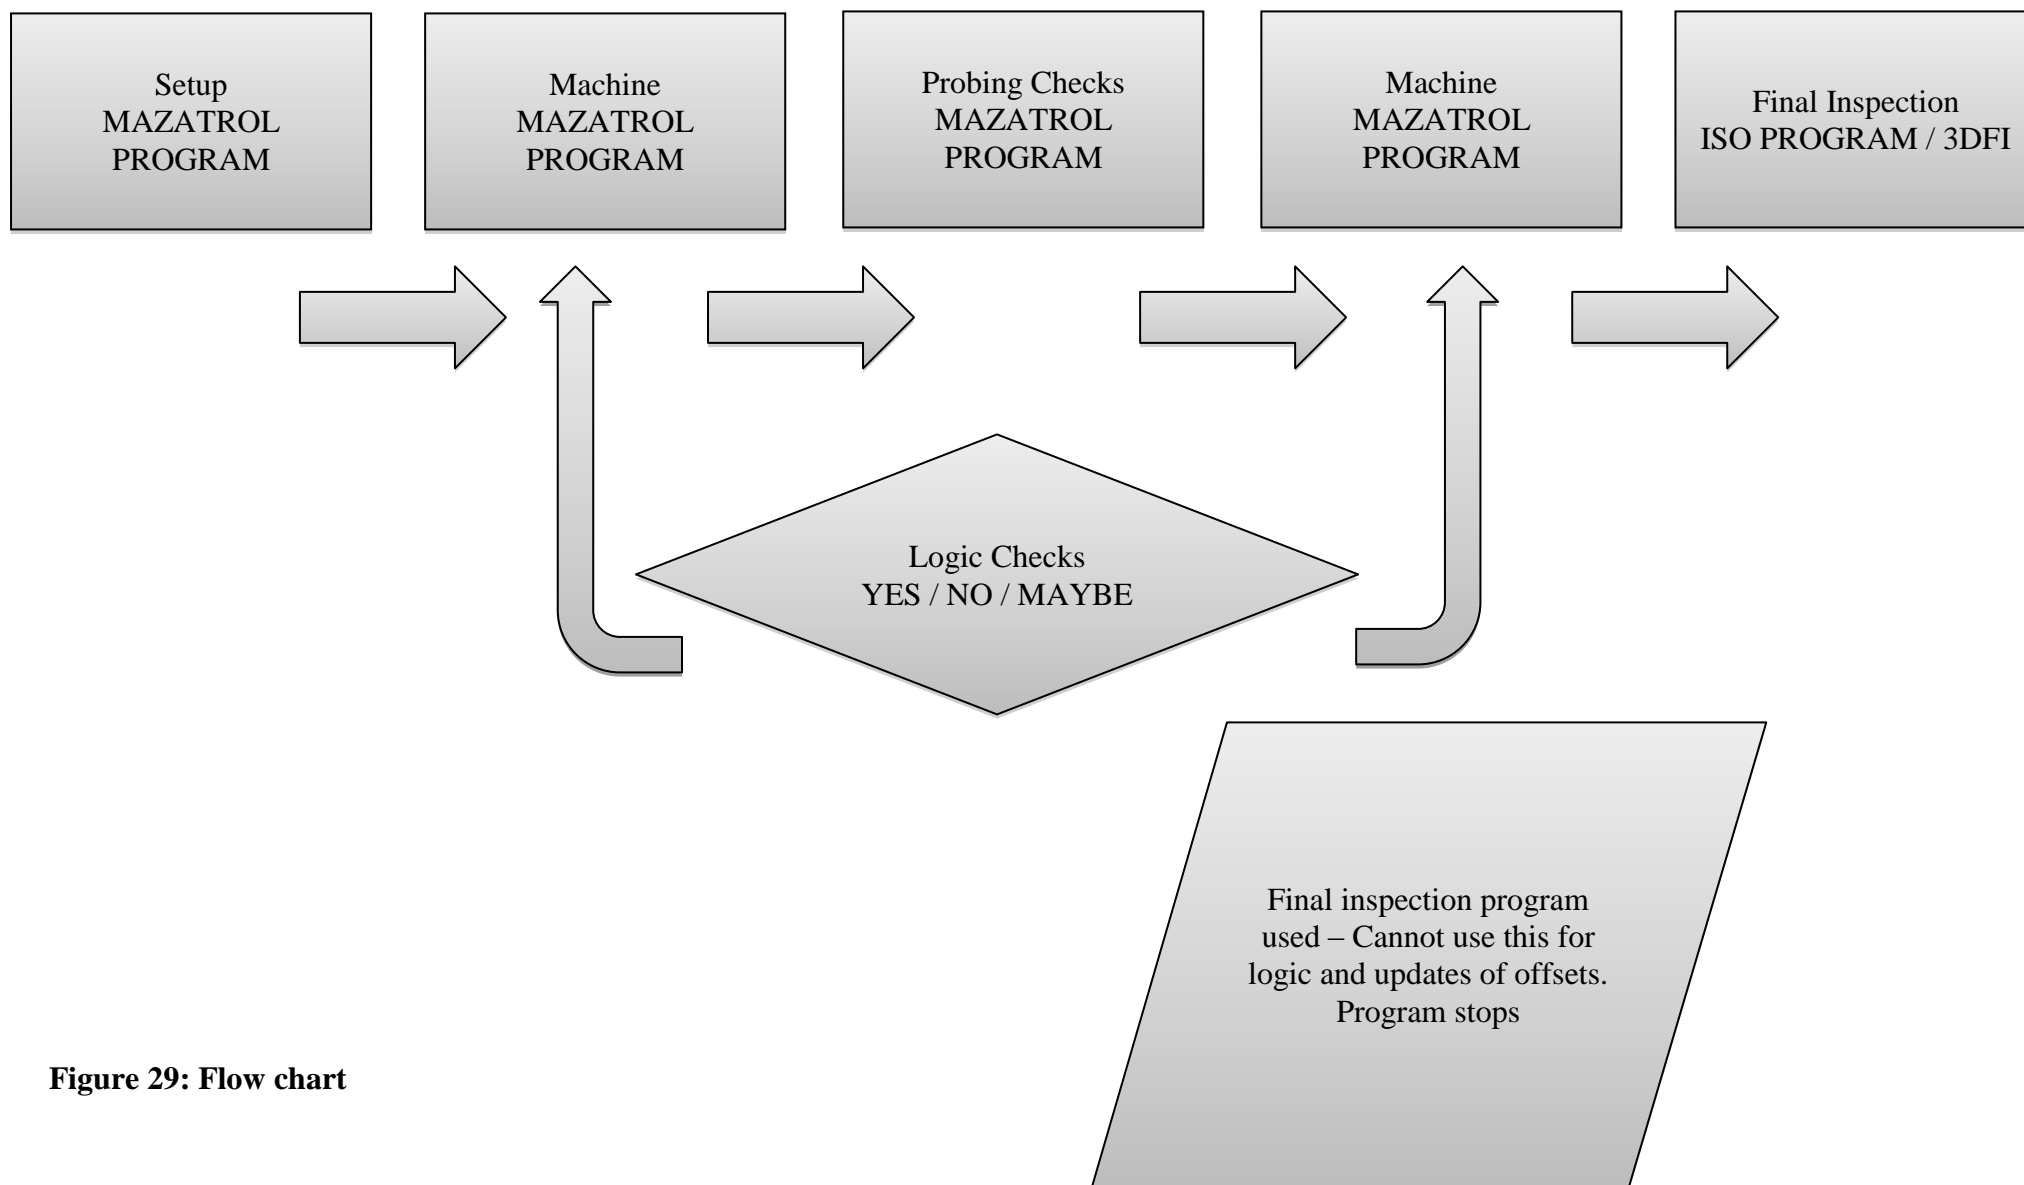 Setup
MAZATROL
PROGRAM
Machine
MAZATROL
PROGRAM
Probing Checks
MAZATROL
PROGRAM
Machine
MAZATROL
PROGRAM
Final Inspection
ISO PROGRAM / 3DFI
Logic Checks
YES / NO / MAYBE
Final inspection program
used – Cannot use this for
logic and updates of offsets.
Program stops
Figure 29: Flow chart